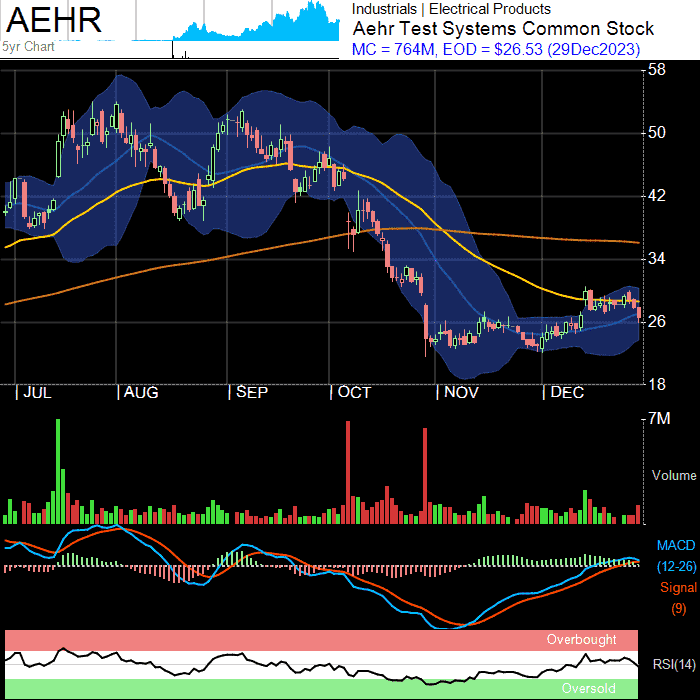 AEHR
5yr Chart
Industrials | Electrical Products
Aehr Test Systems Common Stock
MC = 764M, EOD = $26.53 (29Dec2023)
58
50
42
34
26
18
JUL AUG SEP OCT NOV DEC
7M
Volume
MACD
(12-26)
Signal
(9)
Overbought
RSI(14)
Oversold